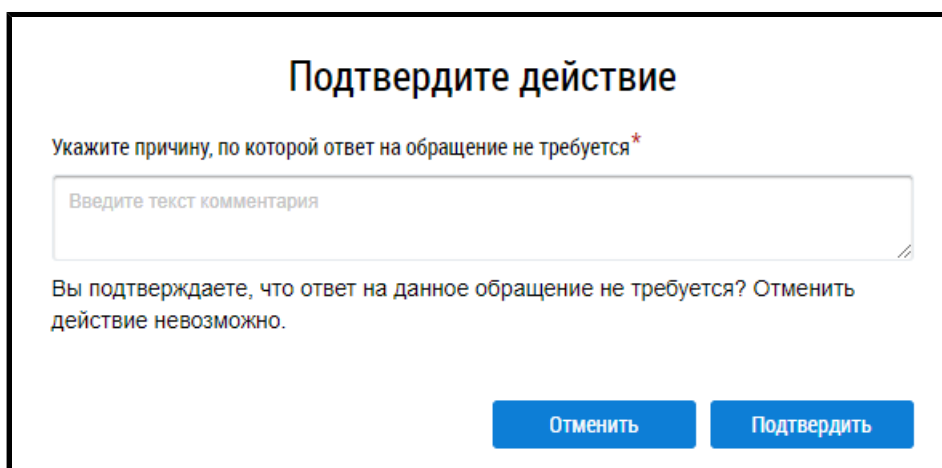 Подтвердите действие
Укажите причину, по которой ответ на обращение не требуется*
Введите текст комментария
Вы подтверждаете, что ответ на данное обращение не требуется? Отменить
действие невозможно.
Отменить Подтвердить